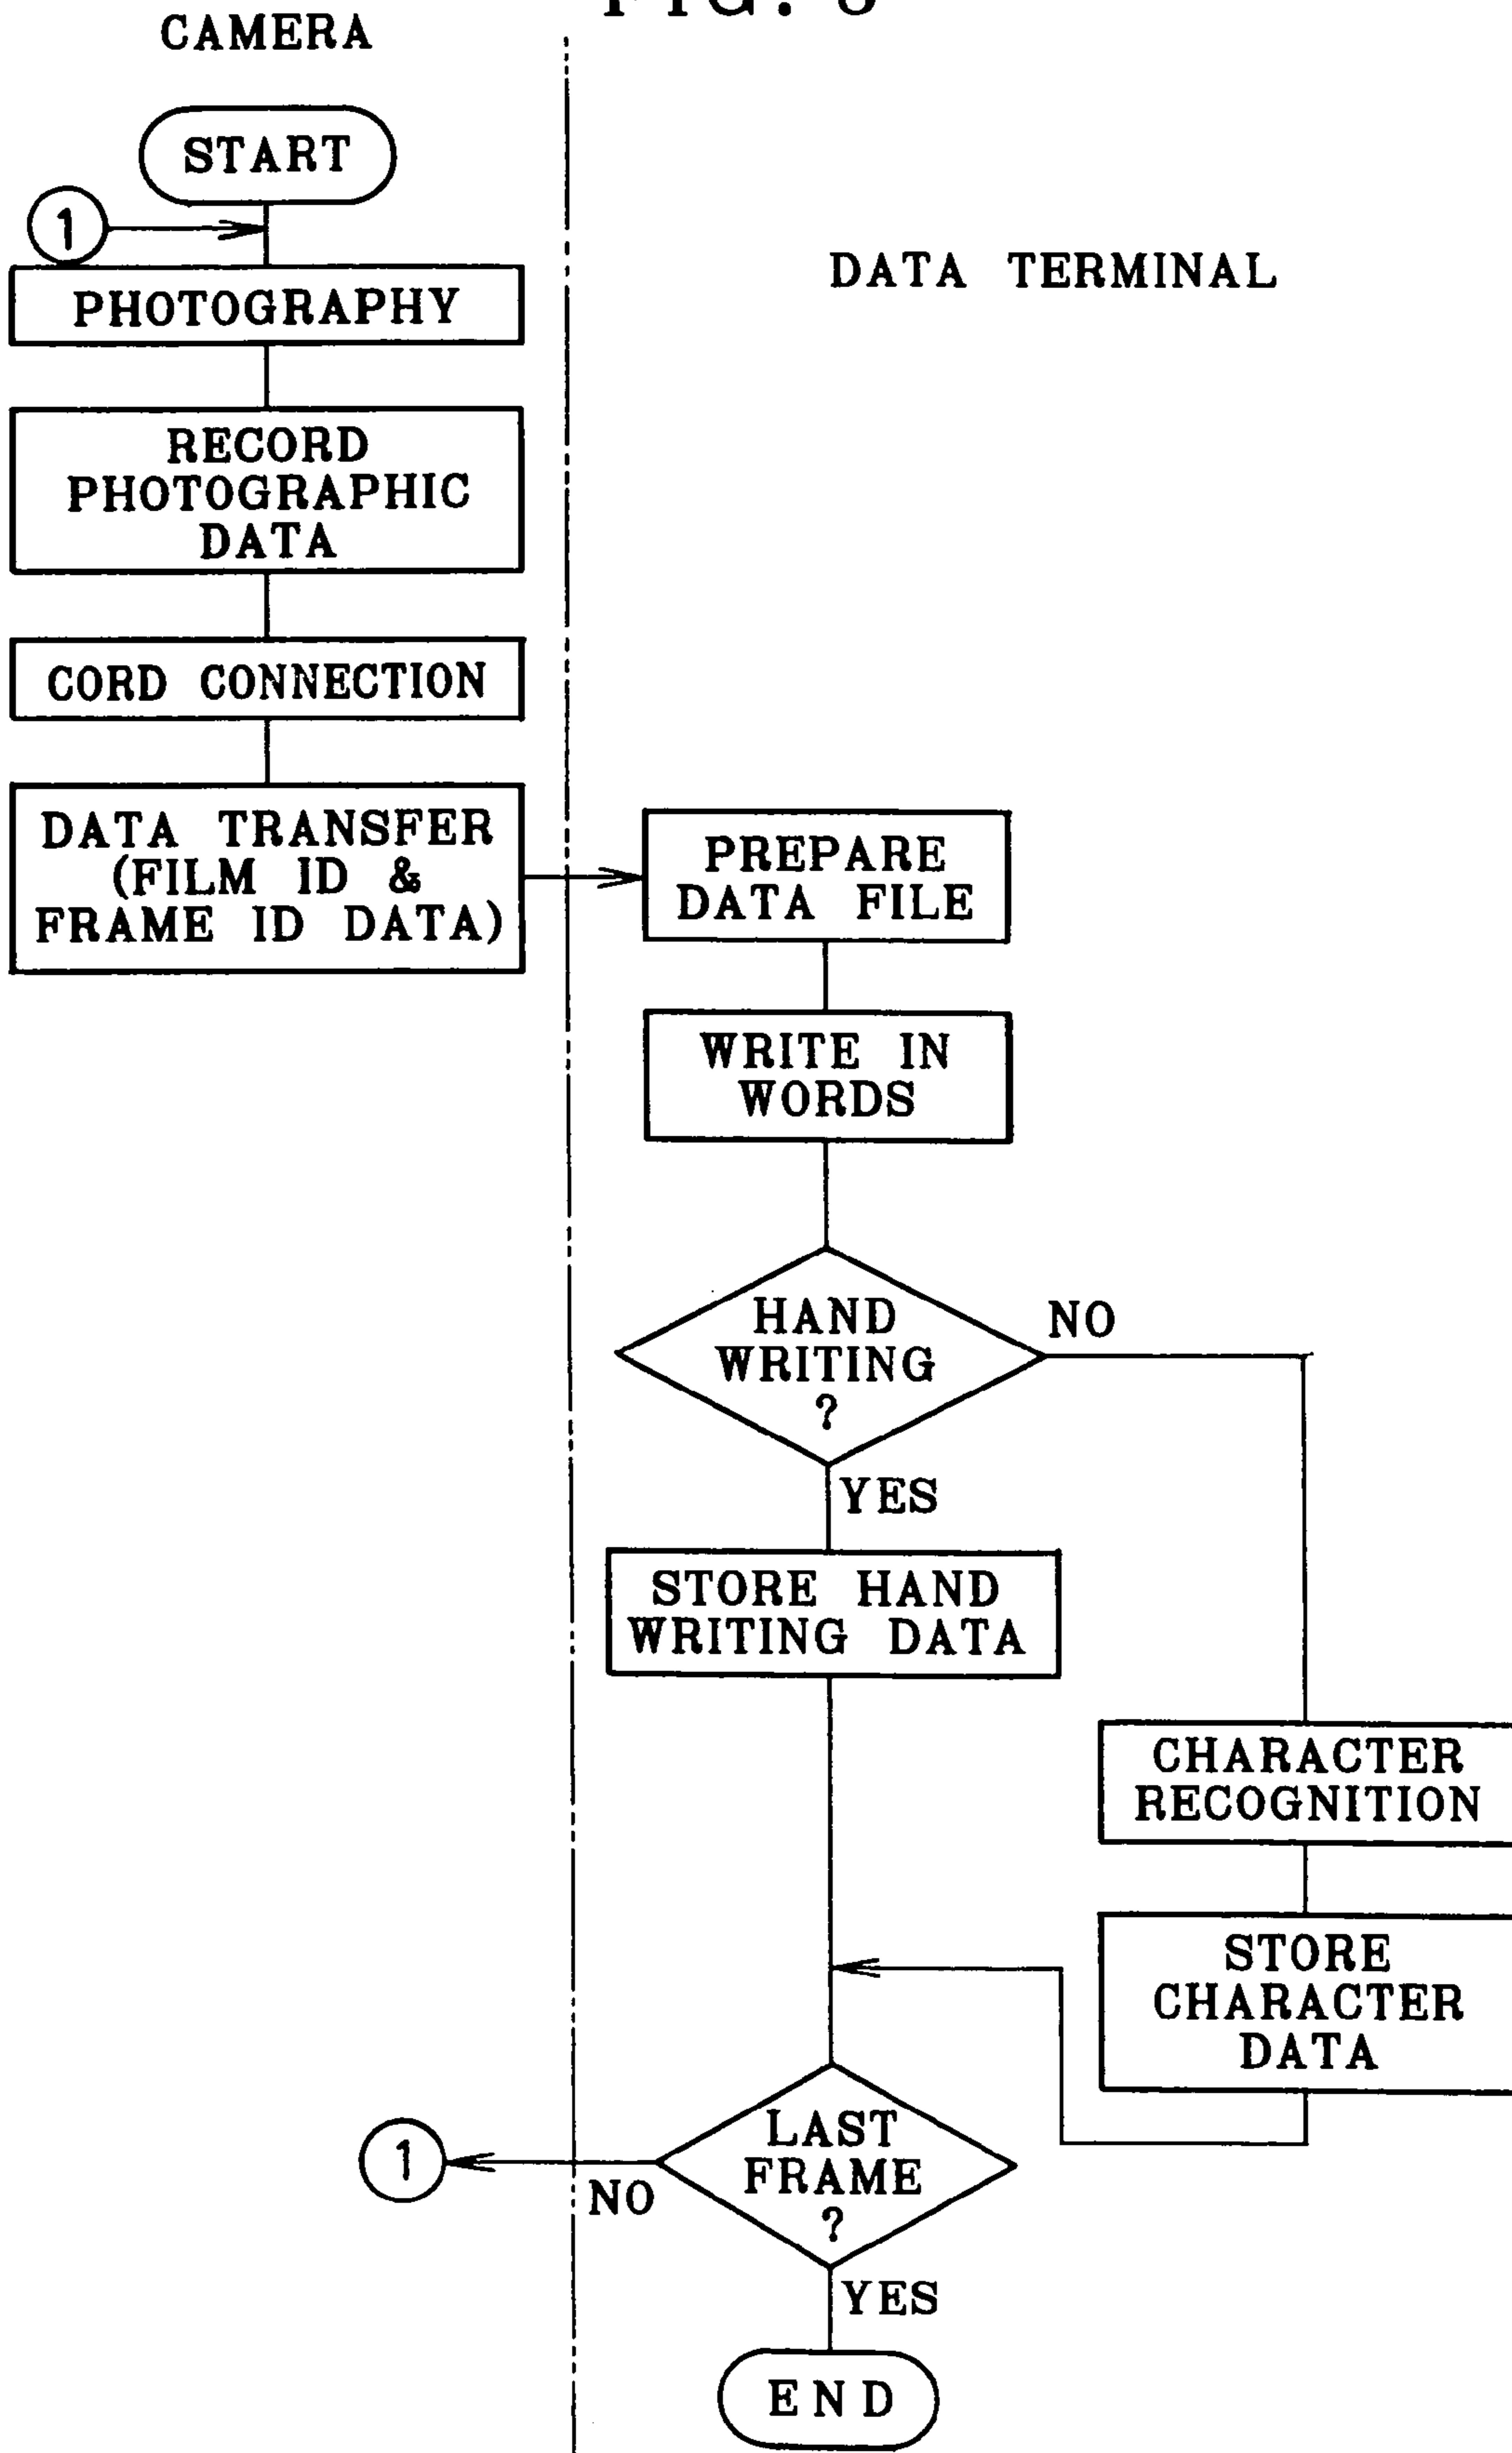 CAMERA
START
1
PHOTOGRAPHY
RECORD
PHOTOGRAPHIC
DATA
CORD CONNECTION
DATA TRANSFER
(FILM ID &
FRAME ID DATA)
DATA TERMINAL
PREPARE
DATA FILE
WRITE IN
WORDS
HAND
WRITING
?
NO
YES
STORE HAND
WRITING DATA
CHARACTER
RECOGNITION
STORE
CHARACTER
DATA
LAST
FRAME
?
NO
1
YES
END